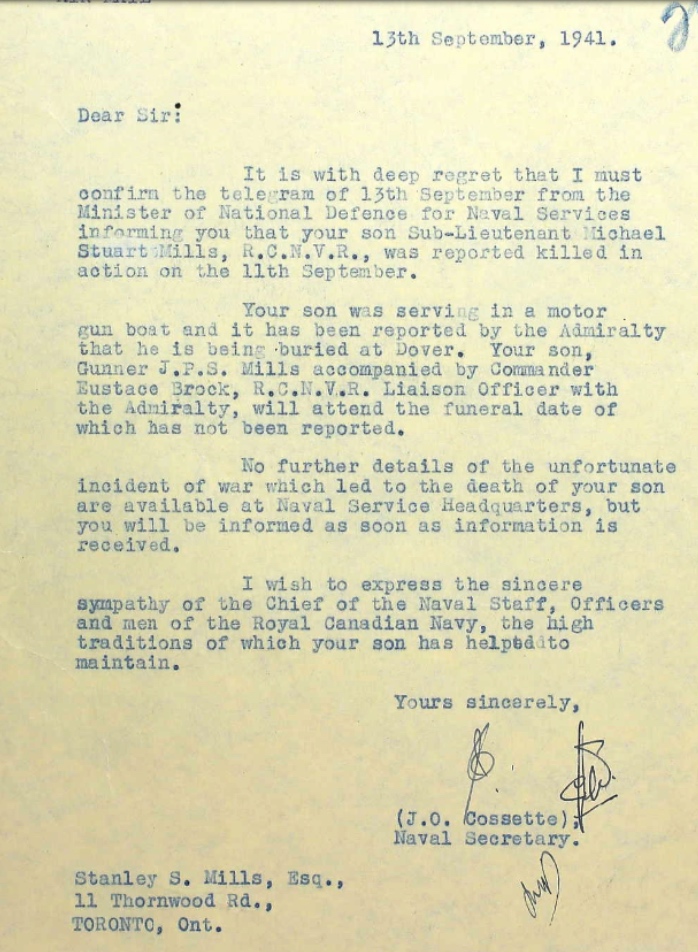 AIR MAIL
2
13th September, 1941.
Dear Sir:
It is with deep regret that I must
confirm the telegram of 13th September from the
Minister of National Defence for Naval Services
informing you that your son Sub-Lieutenant Michael
Stuart Mills, R.C.N.V.R., was reported killed in
action on the 11th September.
Your son was serving in a motor
gun boat and it has been reported by the Admiralty
that he is being buried at Dover. Your son,
Gunner J.P.S. Mills accompanied by Commander
Eustace Brock, R.C.N.V.R. Liaison Officer with
the Admiralty, will attend the funeral date of
which has not been reported.
No further details of the unfortunate
incident of war which led to the death of your son
are available at Naval Service Headquarters, but
you will be informed as soon as information is
received.
I wish to express the sincere
sympathy of the Chief of the Naval Staff, Officers
and men of the Royal Canadian Navy, the high
traditions of which your son has helped to
maintain.
Yours sincerely,
(J.O. Cossette),
Naval Secretary.
Stanley S. Mills, Esq.,
11 Thornwood Rd.,
TORONTO, Ont.